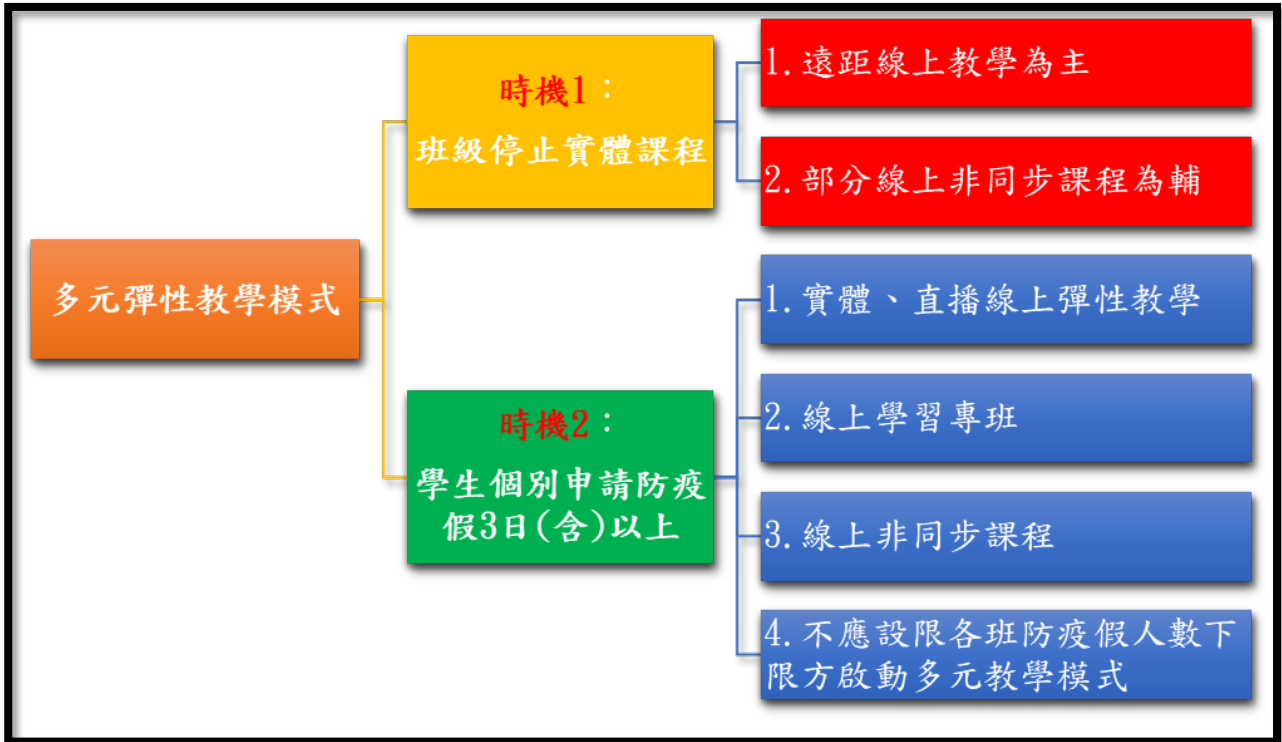 多元彈性教學模式
時機1：
班級停止實體課程
1.遠距線上教學為主
2.部分線上非同步課程為輔
時機2：
學生個別申請防疫
假3日(含)以上
1.實體、直播線上彈性教學
2.線上學習專班
3.線上非同步課程
4.不應設限各班防疫假人數下
限方啟動多元教學模式